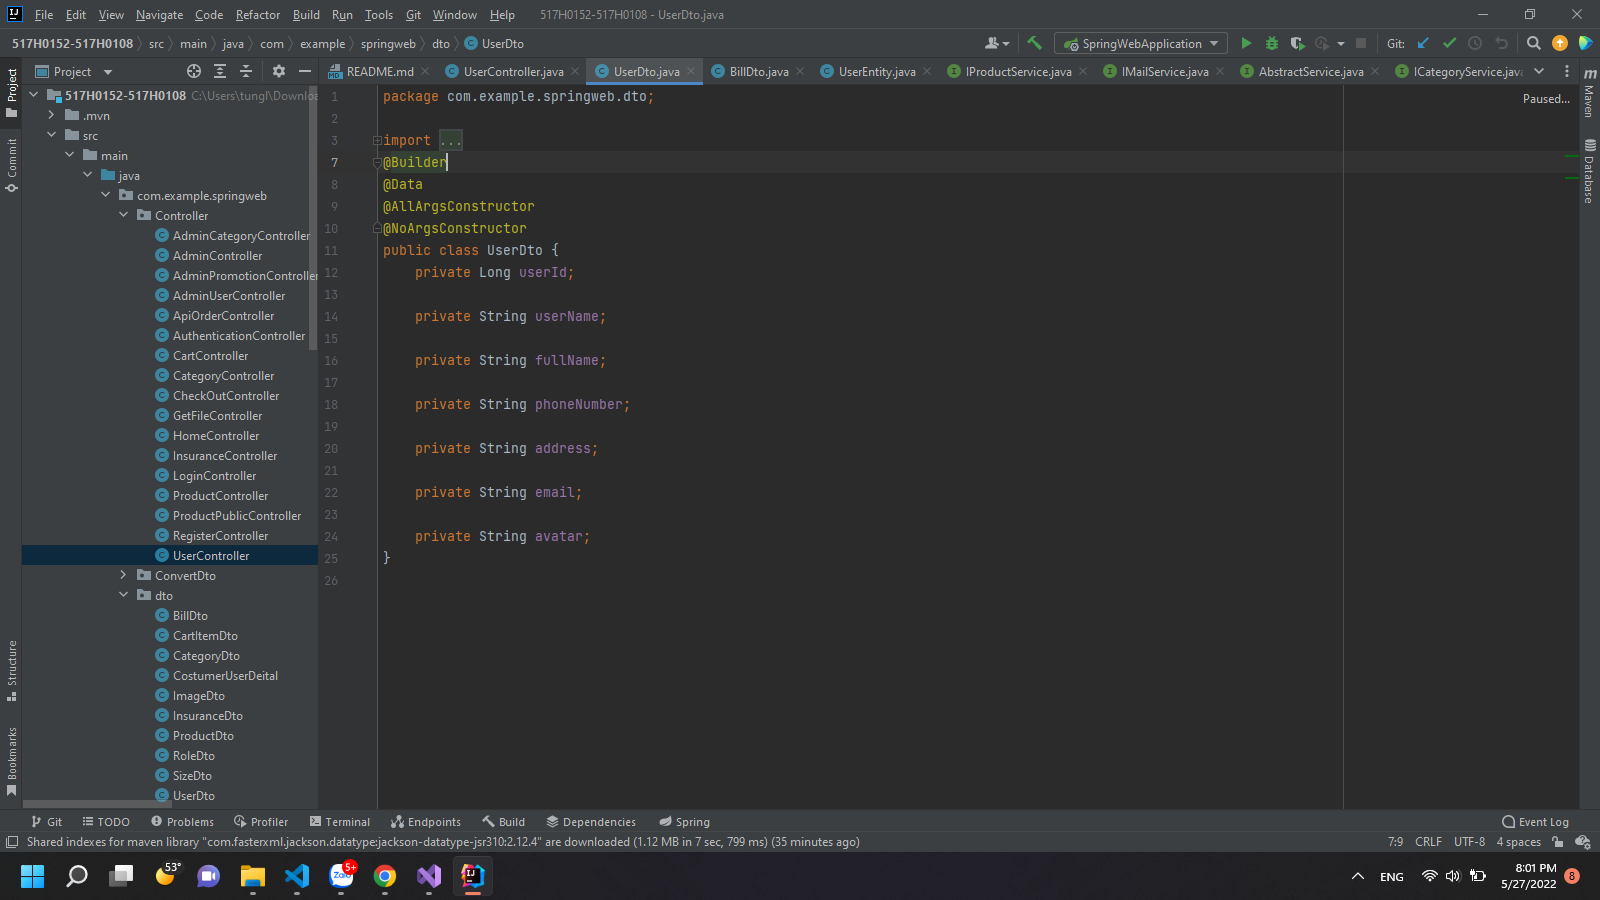 File Edit View Navigate Code Refactor Build Run Tools Git Window Help 517H0152-517H0108 - UserDto.java
517H0152-517H0108 src main java com example springweb dto UserDto SpringWebApplication Git:
Project README.md UserController.java UserDto.java BillDto.java UserEntity.java IProductService.java IMailService.java AbstractService.java ICategoryService.java
Project
Commit
Structure
Bookmarks
517H0152-517H0108 C:\Users\tungl\Downlo
.mvn
src
main
java
com.example.springweb
Controller
AdminCategoryController
AdminController
AdminPromotionController
AdminUserController
ApiOrderController
AuthenticationController
CartController
CategoryController
CheckOutController
GetFileController
HomeController
InsuranceController
LoginController
ProductController
ProductPublicController
RegisterController
UserController
ConvertDto
dto
BillDto
CartItemDto
CategoryDto
CostumerUserDeital
ImageDto
InsuranceDto
ProductDto
RoleDto
SizeDto
UserDto
1 package com.example.springweb.dto;
2
3 import ...
7 @Builder
8 @Data
9 @AllArgsConstructor
10 @NoArgsConstructor
11 public class UserDto {
12 private Long userId;
13
14 private String userName;
15
16 private String fullName;
17
18 private String phoneNumber;
19
20 private String address;
21
22 private String email;
23
24 private String avatar;
25 }
26
Paused...
Maven
Database
Git TODO Problems Profiler Terminal Endpoints Build Dependencies Spring Event Log
Shared indexes for maven library "com.fasterxml.jackson.datatype:jackson-datatype-jsr310:2.12.4" are downloaded (1.12 MB in 7 sec, 799 ms) (35 minutes ago) 7:9 CRLF UTF-8 4 spaces
53° Zalo 5+ ENG 8:01 PM 8
5/27/2022